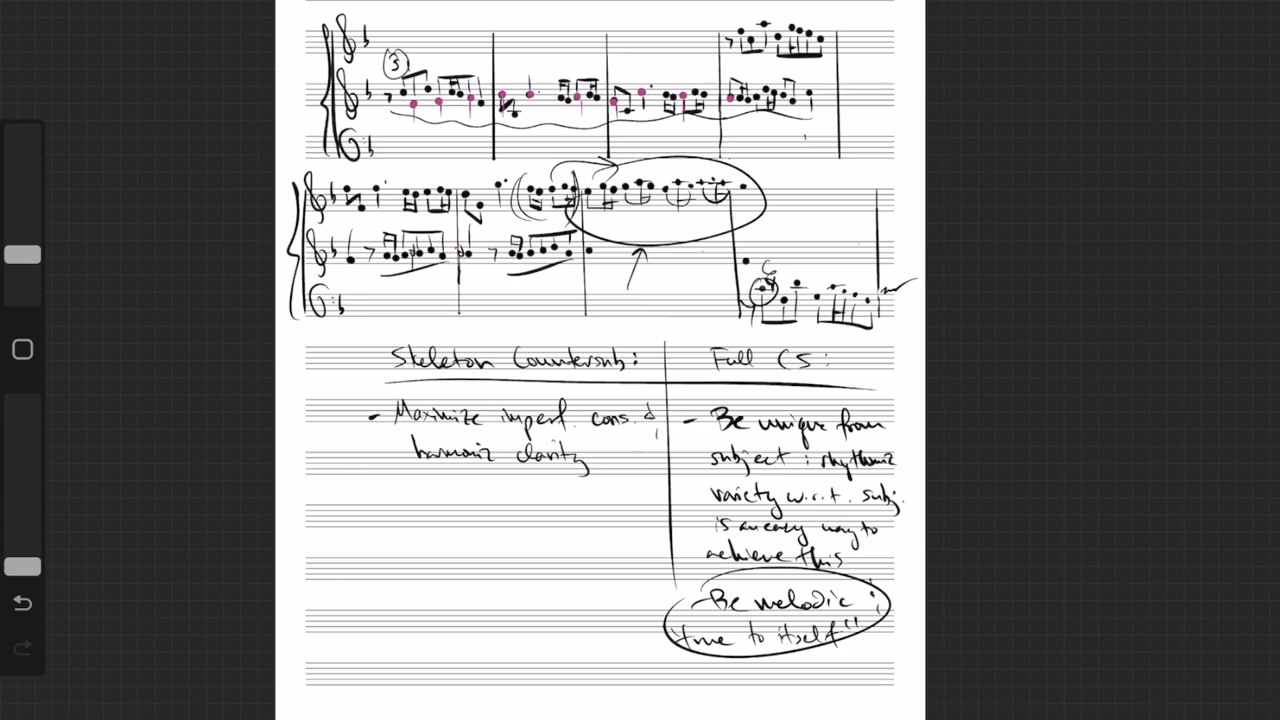 3
Skeleton Countersub: Full CS:
- Maximize imperf. cons. &
harmonic clarity
- Be unique from
subject : rhythmic
variety w.r.t. subj.
is an easy way to
achieve this
- Be melodic :
"true to itself"